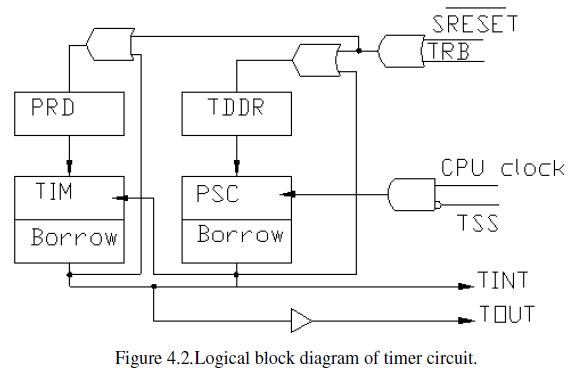 SRESET
TRB
PRD
TDDR
CPU clock
TIM
PSC
TSS
Borrow
Borrow
TINT
TOUT
Figure 4.2.Logical block diagram of timer circuit.